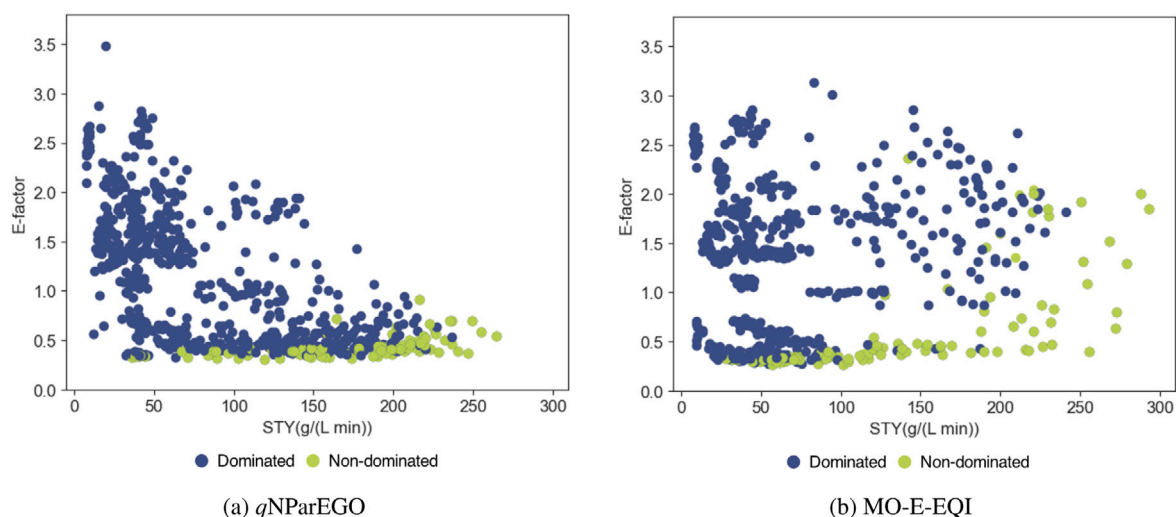 3.5
3.0
2.5
2.0
1.5
1.0
0.5
0.0
E-factor
0 50 100 150 200 250 300
STY(g/(L min))
Dominated Non-dominated
(a) qNParEGO
3.5
3.0
2.5
2.0
1.5
1.0
0.5
0.0
E-factor
0 50 100 150 200 250 300
STY(g/(L min))
Dominated Non-dominated
(b) MO-E-EQI